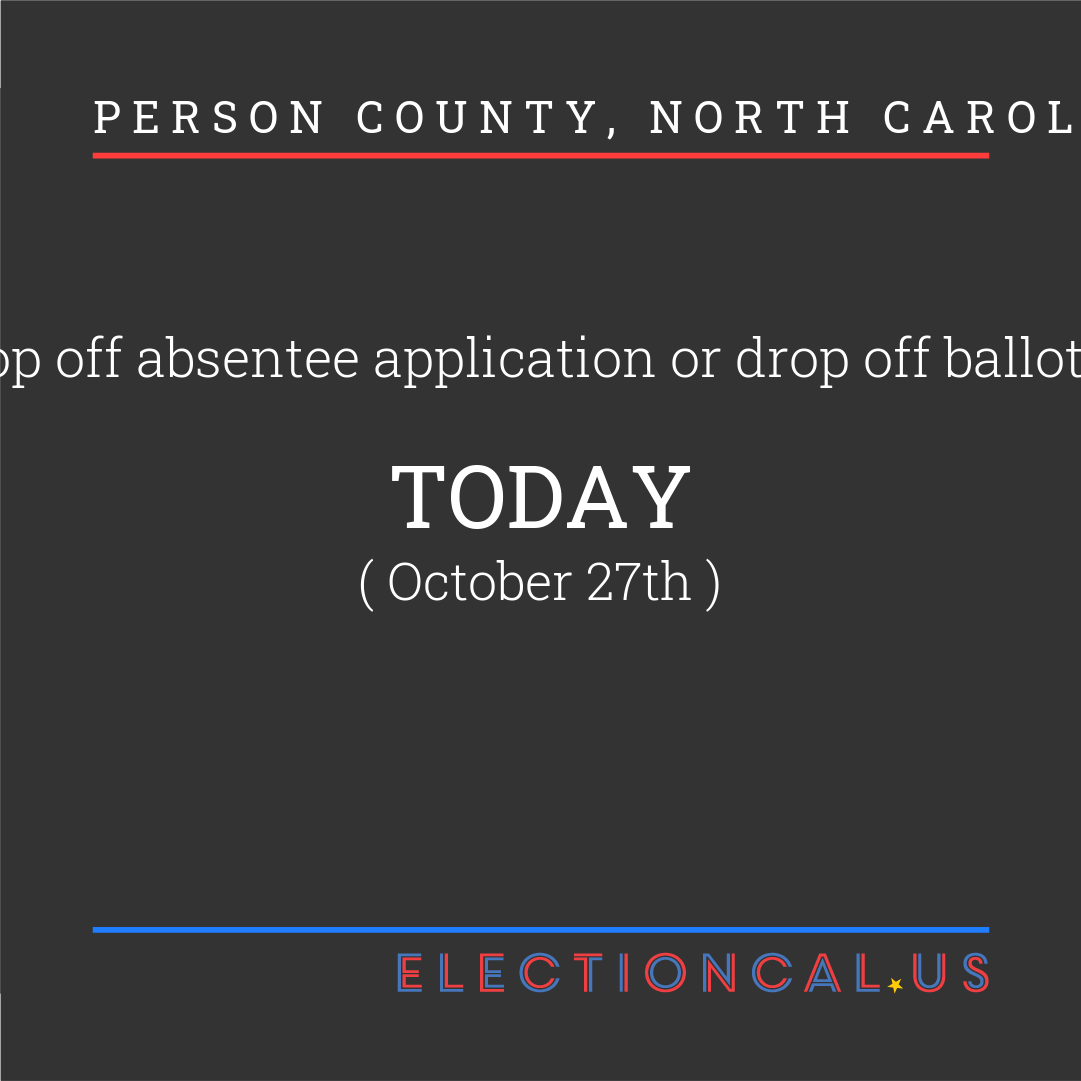 PERSON COUNTY, NORTH CAROL
op off absentee application or drop off ballot
TODAY
( October 27th )
ELECTIONCAL.US